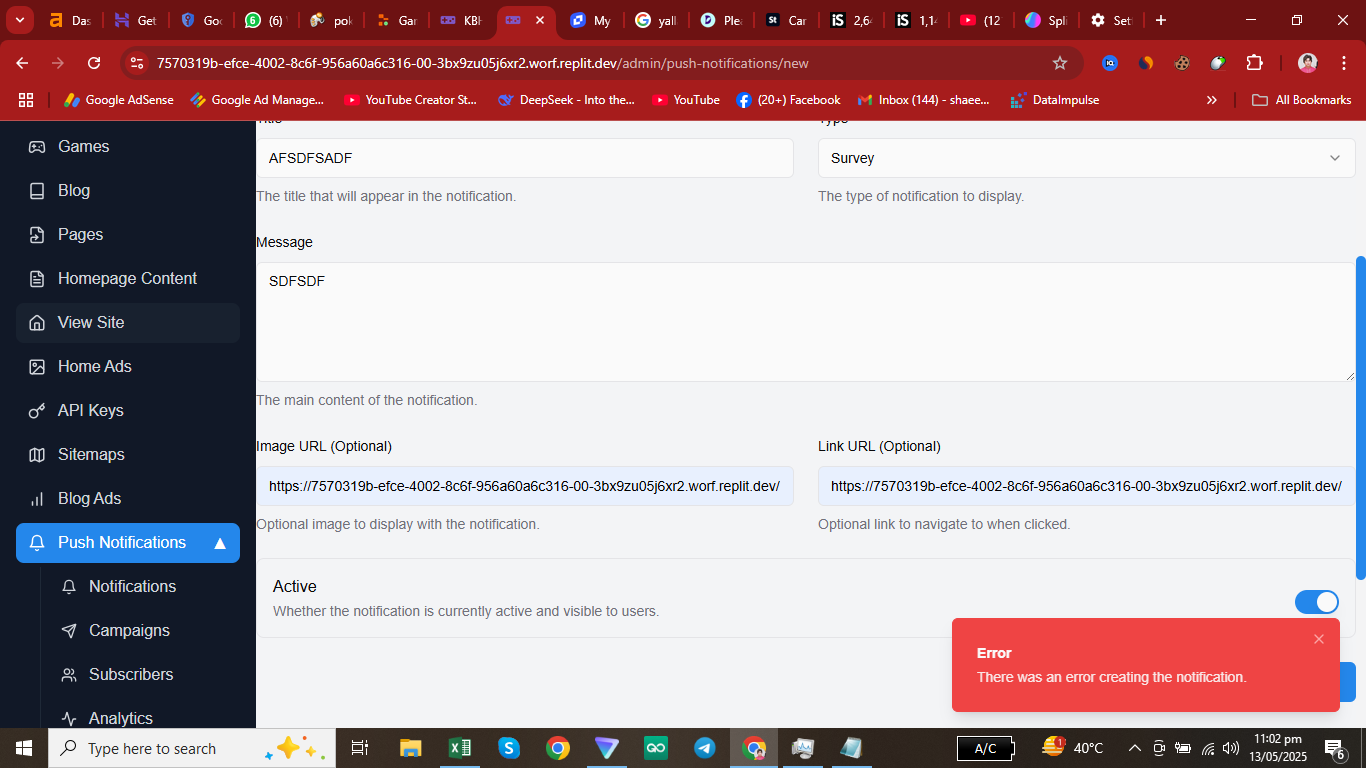 Das
Get
Goo
(6)
pok
Gar
KBH
My
yall
Plea
Car
2,64
1,14
(12
Spli
Set
7570319b-efce-4002-8c6f-956a60a6c316-00-3bx9zu05j6xr2.worf.replit.dev/admin/push-notifications/new
Google AdSense
Google Ad Manage...
YouTube Creator St...
DeepSeek - Into the...
YouTube
(20+) Facebook
Inbox (144) - shaee...
DataImpulse
»
All Bookmarks
Games
Blog
Pages
Homepage Content
View Site
Home Ads
API Keys
Sitemaps
Blog Ads
Push Notifications ▲
Notifications
Campaigns
Subscribers
Analytics
Title
Type
AFSDFSADF
Survey
The title that will appear in the notification.
The type of notification to display.
Message
SDFSDF
The main content of the notification.
Image URL (Optional)
Link URL (Optional)
https://7570319b-efce-4002-8c6f-956a60a6c316-00-3bx9zu05j6xr2.worf.replit.dev/
https://7570319b-efce-4002-8c6f-956a60a6c316-00-3bx9zu05j6xr2.worf.replit.dev/
Optional image to display with the notification.
Optional link to navigate to when clicked.
Active
Whether the notification is currently active and visible to users.
Error
There was an error creating the notification.
Type here to search
A/C
1
40°C
11:02 pm
13/05/2025
6